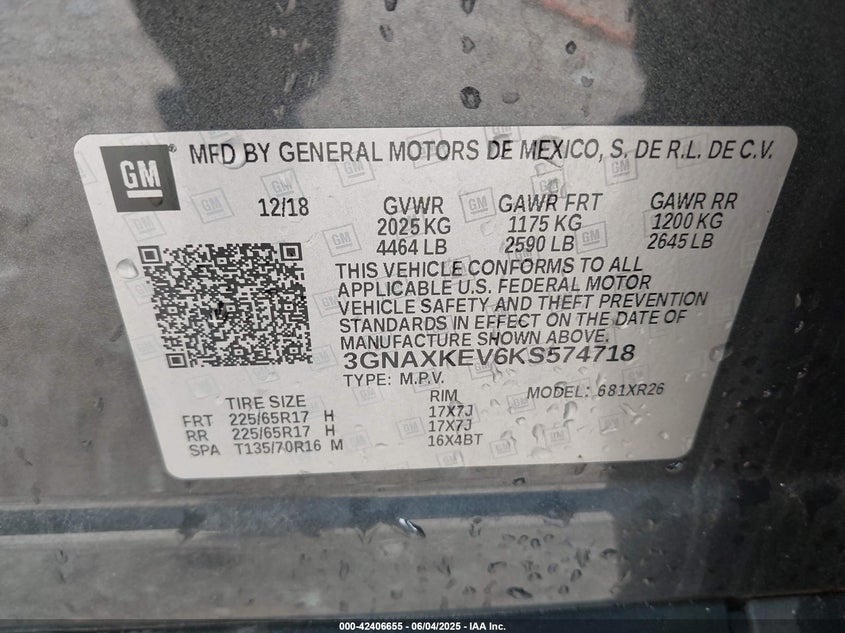 GM ® MFD BY GENERAL MOTORS DE MEXICO, S. DE R.L. DE C.V.
12/18 GVWR GAWR FRT GAWR RR
2025 KG 1175 KG 1200 KG
4464 LB 2590 LB 2645 LB
THIS VEHICLE CONFORMS TO ALL
APPLICABLE U.S. FEDERAL MOTOR
VEHICLE SAFETY AND THEFT PREVENTION
STANDARDS IN EFFECT ON THE DATE OF
MANUFACTURE SHOWN ABOVE.
3GNAXKEV6KS574718
TYPE: M.P.V. MODEL: 681XR26
TIRE SIZE RIM
FRT 225/65R17 H 17X7J
RR 225/65R17 H 17X7J
SPA T135/70R16 M 16X4BT
000-42406655 - 06/04/2025 - IAA Inc.